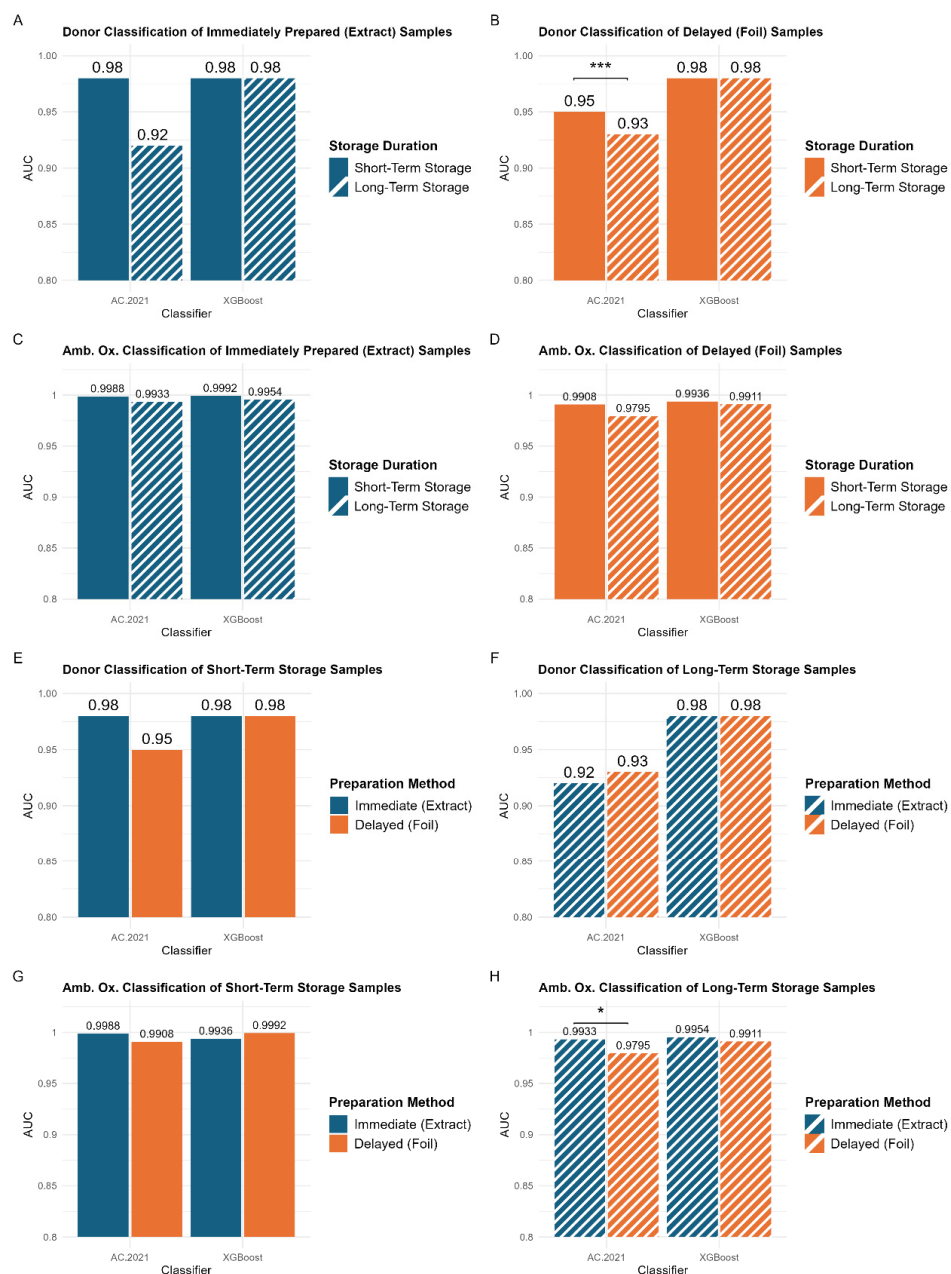 A
Donor Classification of Immediately Prepared (Extract) Samples
1.00
0.98
0.98
0.98
0.95
0.92
0.90
0.85
0.80
AUC
AC.2021
XGBoost
Classifier
Storage Duration
Short-Term Storage
Long-Term Storage
B
Donor Classification of Delayed (Foil) Samples
1.00
***
0.98
0.98
0.95
0.95
0.93
0.90
0.85
0.80
AUC
AC.2021
XGBoost
Classifier
Storage Duration
Short-Term Storage
Long-Term Storage
C
Amb. Ox. Classification of Immediately Prepared (Extract) Samples
0.9988
0.9933
0.9992
0.9954
1
0.95
0.9
0.85
0.8
AUC
AC.2021
XGBoost
Classifier
Storage Duration
Short-Term Storage
Long-Term Storage
D
Amb. Ox. Classification of Delayed (Foil) Samples
0.9908
0.9795
0.9936
0.9911
1
0.95
0.9
0.85
0.8
AUC
AC.2021
XGBoost
Classifier
Storage Duration
Short-Term Storage
Long-Term Storage
E
Donor Classification of Short-Term Storage Samples
1.00
0.98
0.98
0.98
0.95
0.95
0.90
0.85
0.80
AUC
AC.2021
XGBoost
Classifier
Preparation Method
Immediate (Extract)
Delayed (Foil)
F
Donor Classification of Long-Term Storage Samples
1.00
0.98
0.98
0.95
0.92
0.93
0.90
0.85
0.80
AUC
AC.2021
XGBoost
Classifier
Preparation Method
Immediate (Extract)
Delayed (Foil)
G
Amb. Ox. Classification of Short-Term Storage Samples
0.9988
0.9908
0.9936
0.9992
1
0.95
0.9
0.85
0.8
AUC
AC.2021
XGBoost
Classifier
Preparation Method
Immediate (Extract)
Delayed (Foil)
H
Amb. Ox. Classification of Long-Term Storage Samples
*
0.9933
0.9795
0.9954
0.9911
1
0.95
0.9
0.85
0.8
AUC
AC.2021
XGBoost
Classifier
Preparation Method
Immediate (Extract)
Delayed (Foil)